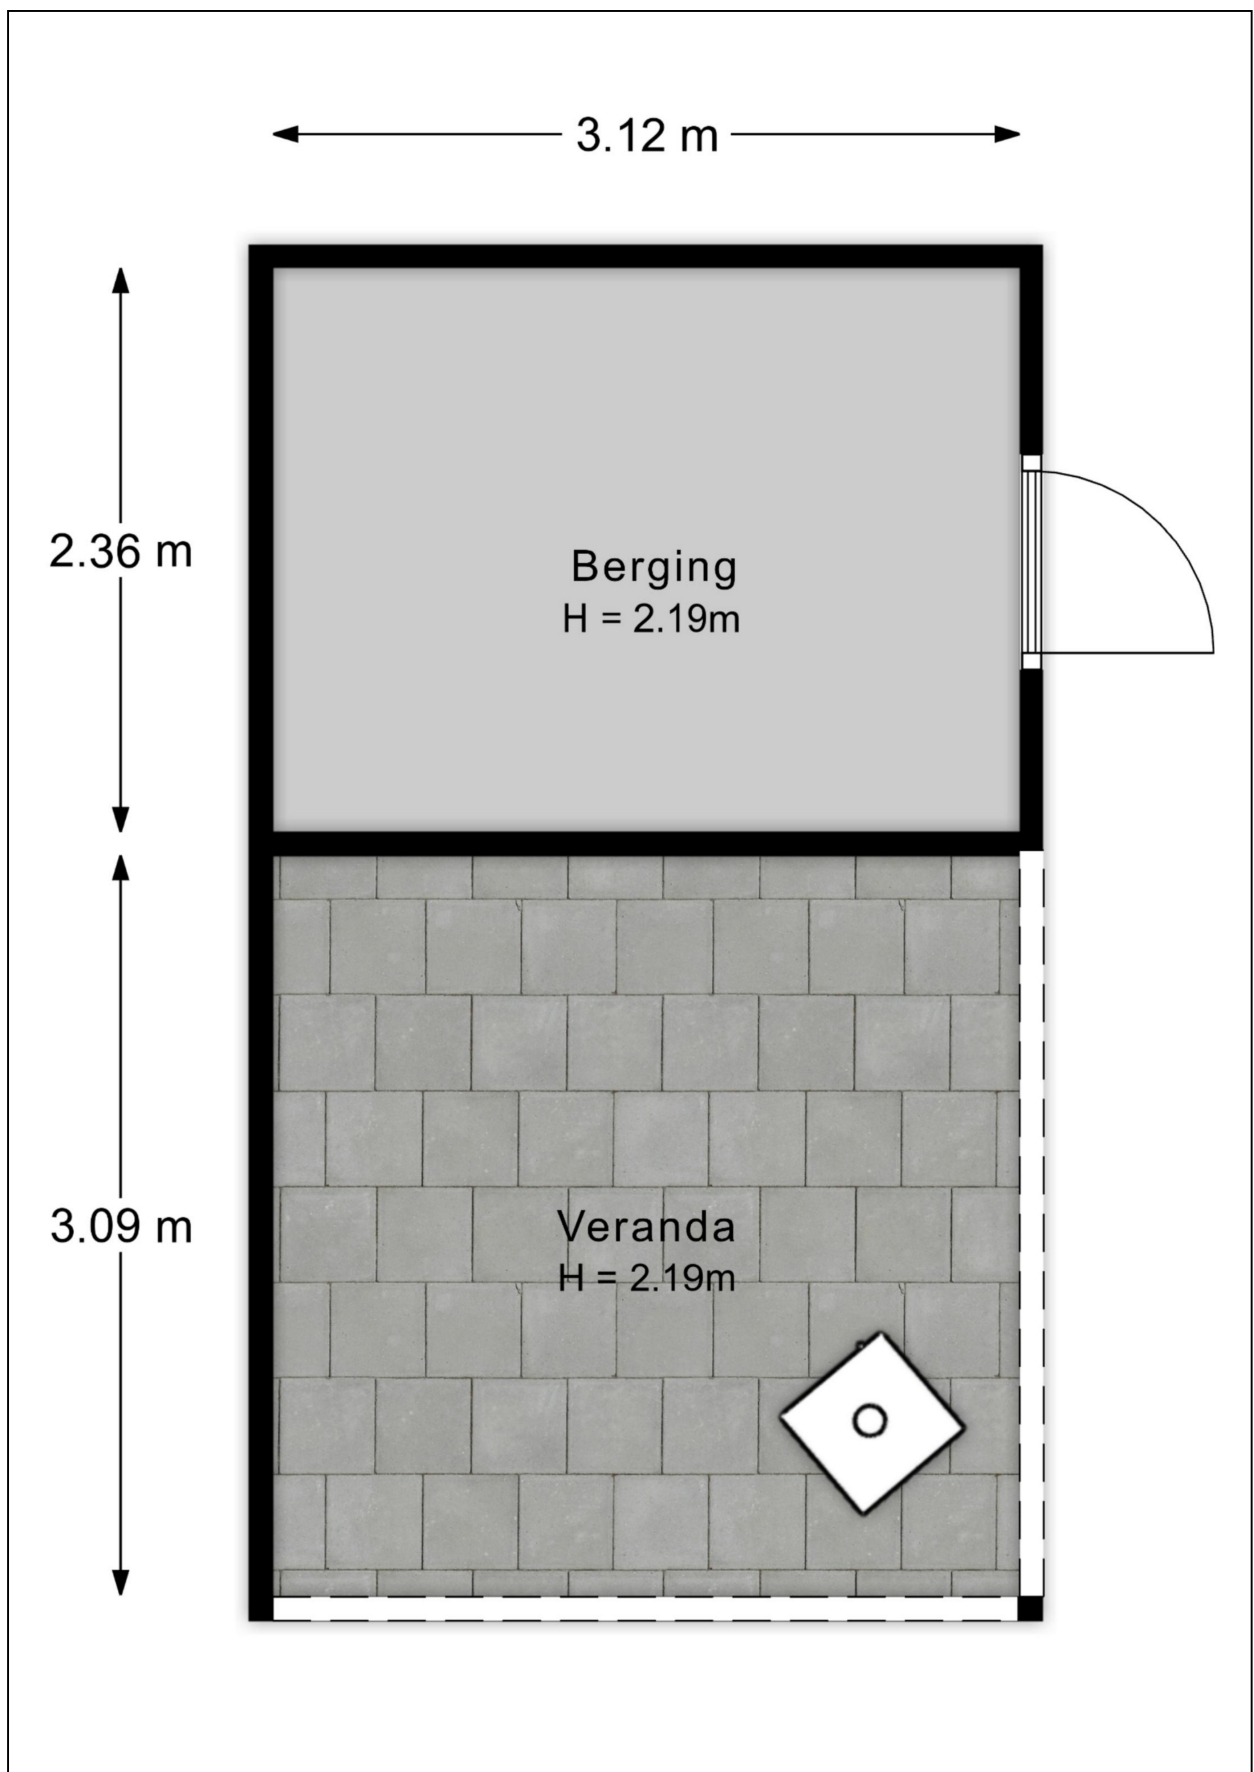 3.12 m
2.36 m
Berging
H = 2.19m
3.09 m
Veranda
H = 2.19m